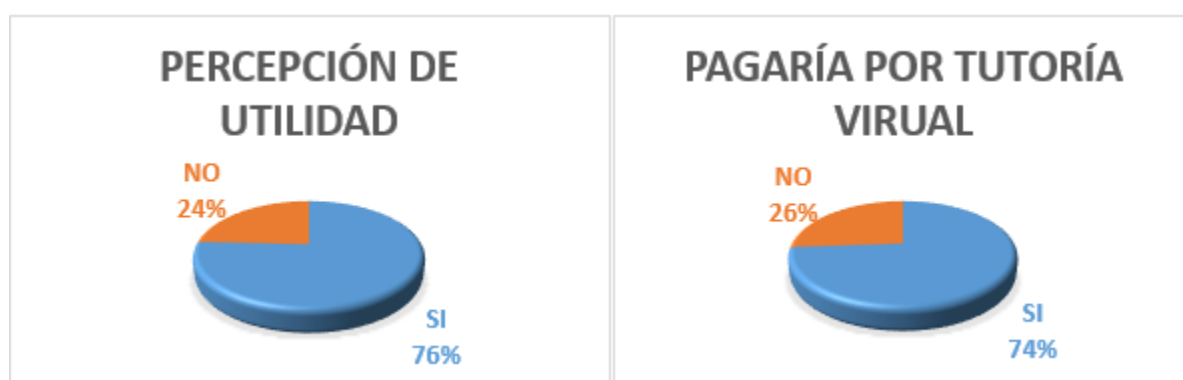 PERCEPCIÓN DE
UTILIDAD
NO
24%
SI
76%
PAGARÍA POR TUTORÍA
VIRUAL
NO
26%
SI
74%